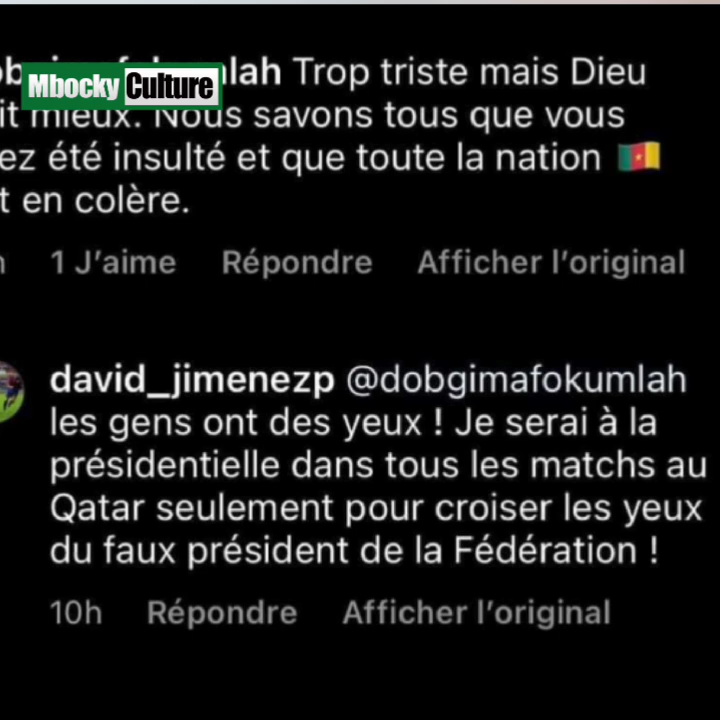 Mbocky Culture
lah Trop triste mais Dieu
it mieux. Nous savons tous que vous
ez été insulté et que toute la nation 🇨🇲
t en colère.
1 J'aime Répondre Afficher l'original
david_jimenezp @dobgimafokumlah
les gens ont des yeux ! Je serai à la
présidentielle dans tous les matchs au
Qatar seulement pour croiser les yeux
du faux président de la Fédération !
10h Répondre Afficher l'original